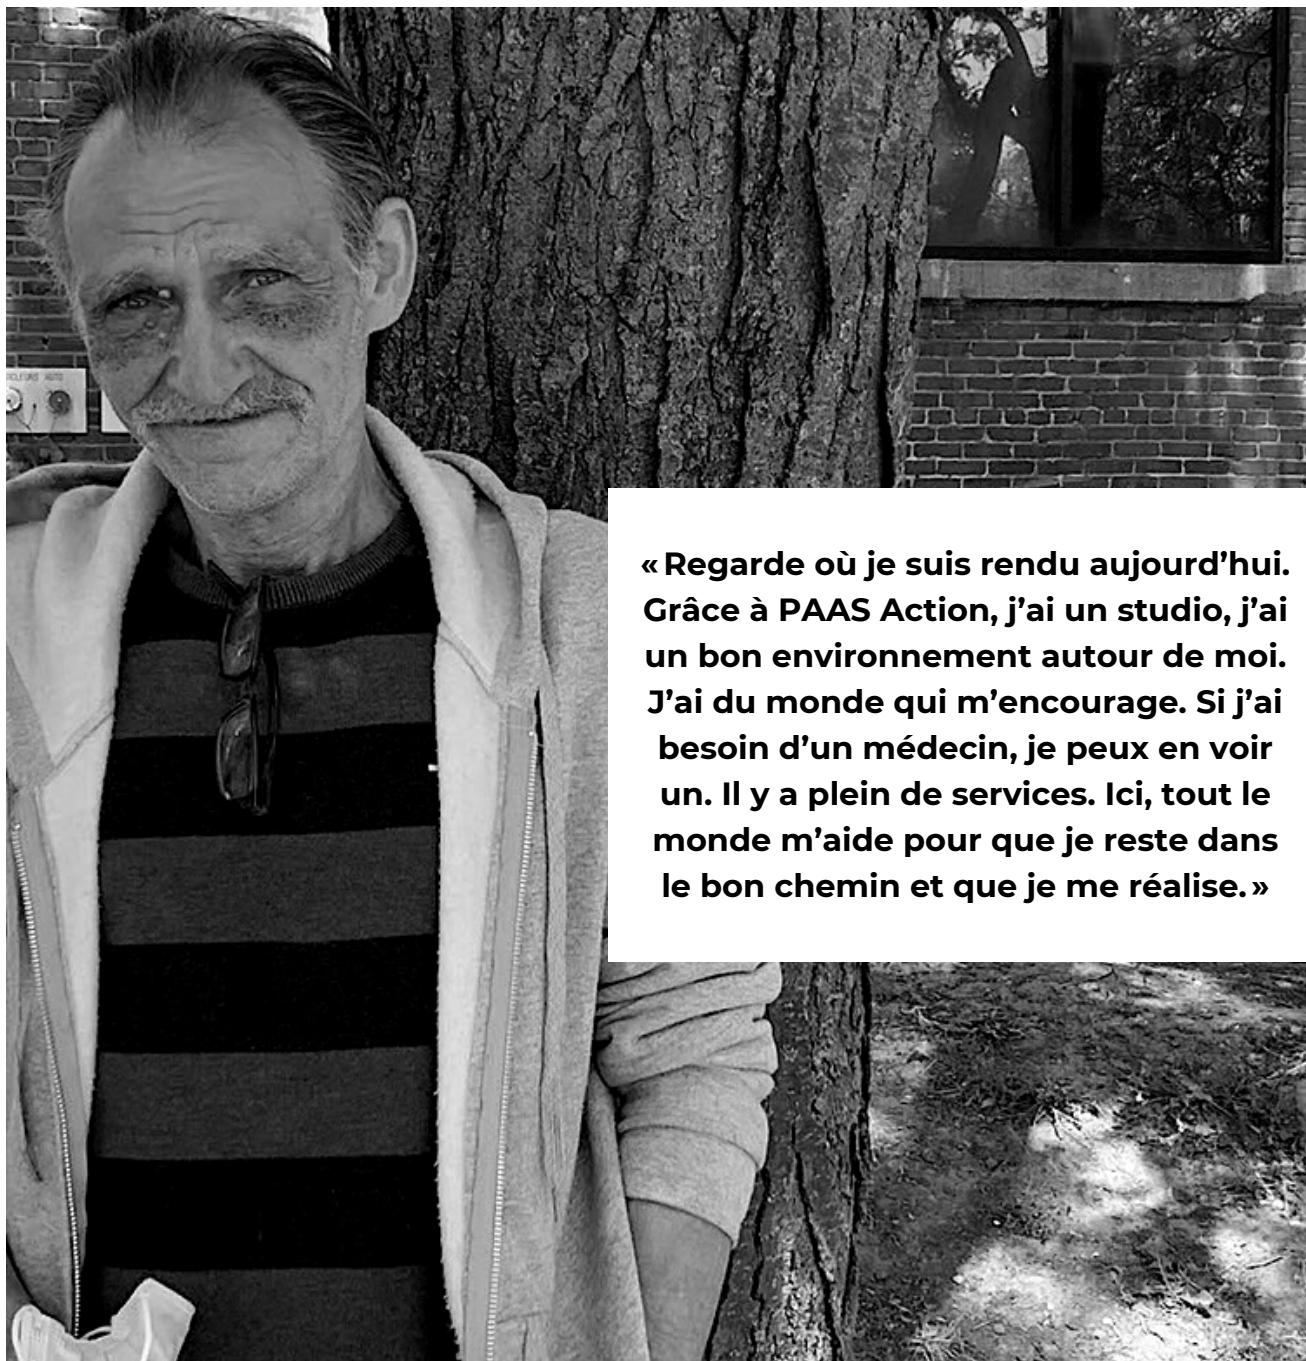 « Regarde où je suis rendu aujourd’hui.
Grâce à PAAS Action, j’ai un studio, j’ai
un bon environnement autour de moi.
J’ai du monde qui m’encourage. Si j’ai
besoin d’un médecin, je peux en voir
un. Il y a plein de services. Ici, tout le
monde m’aide pour que je reste dans
le bon chemin et que je me réalise. »